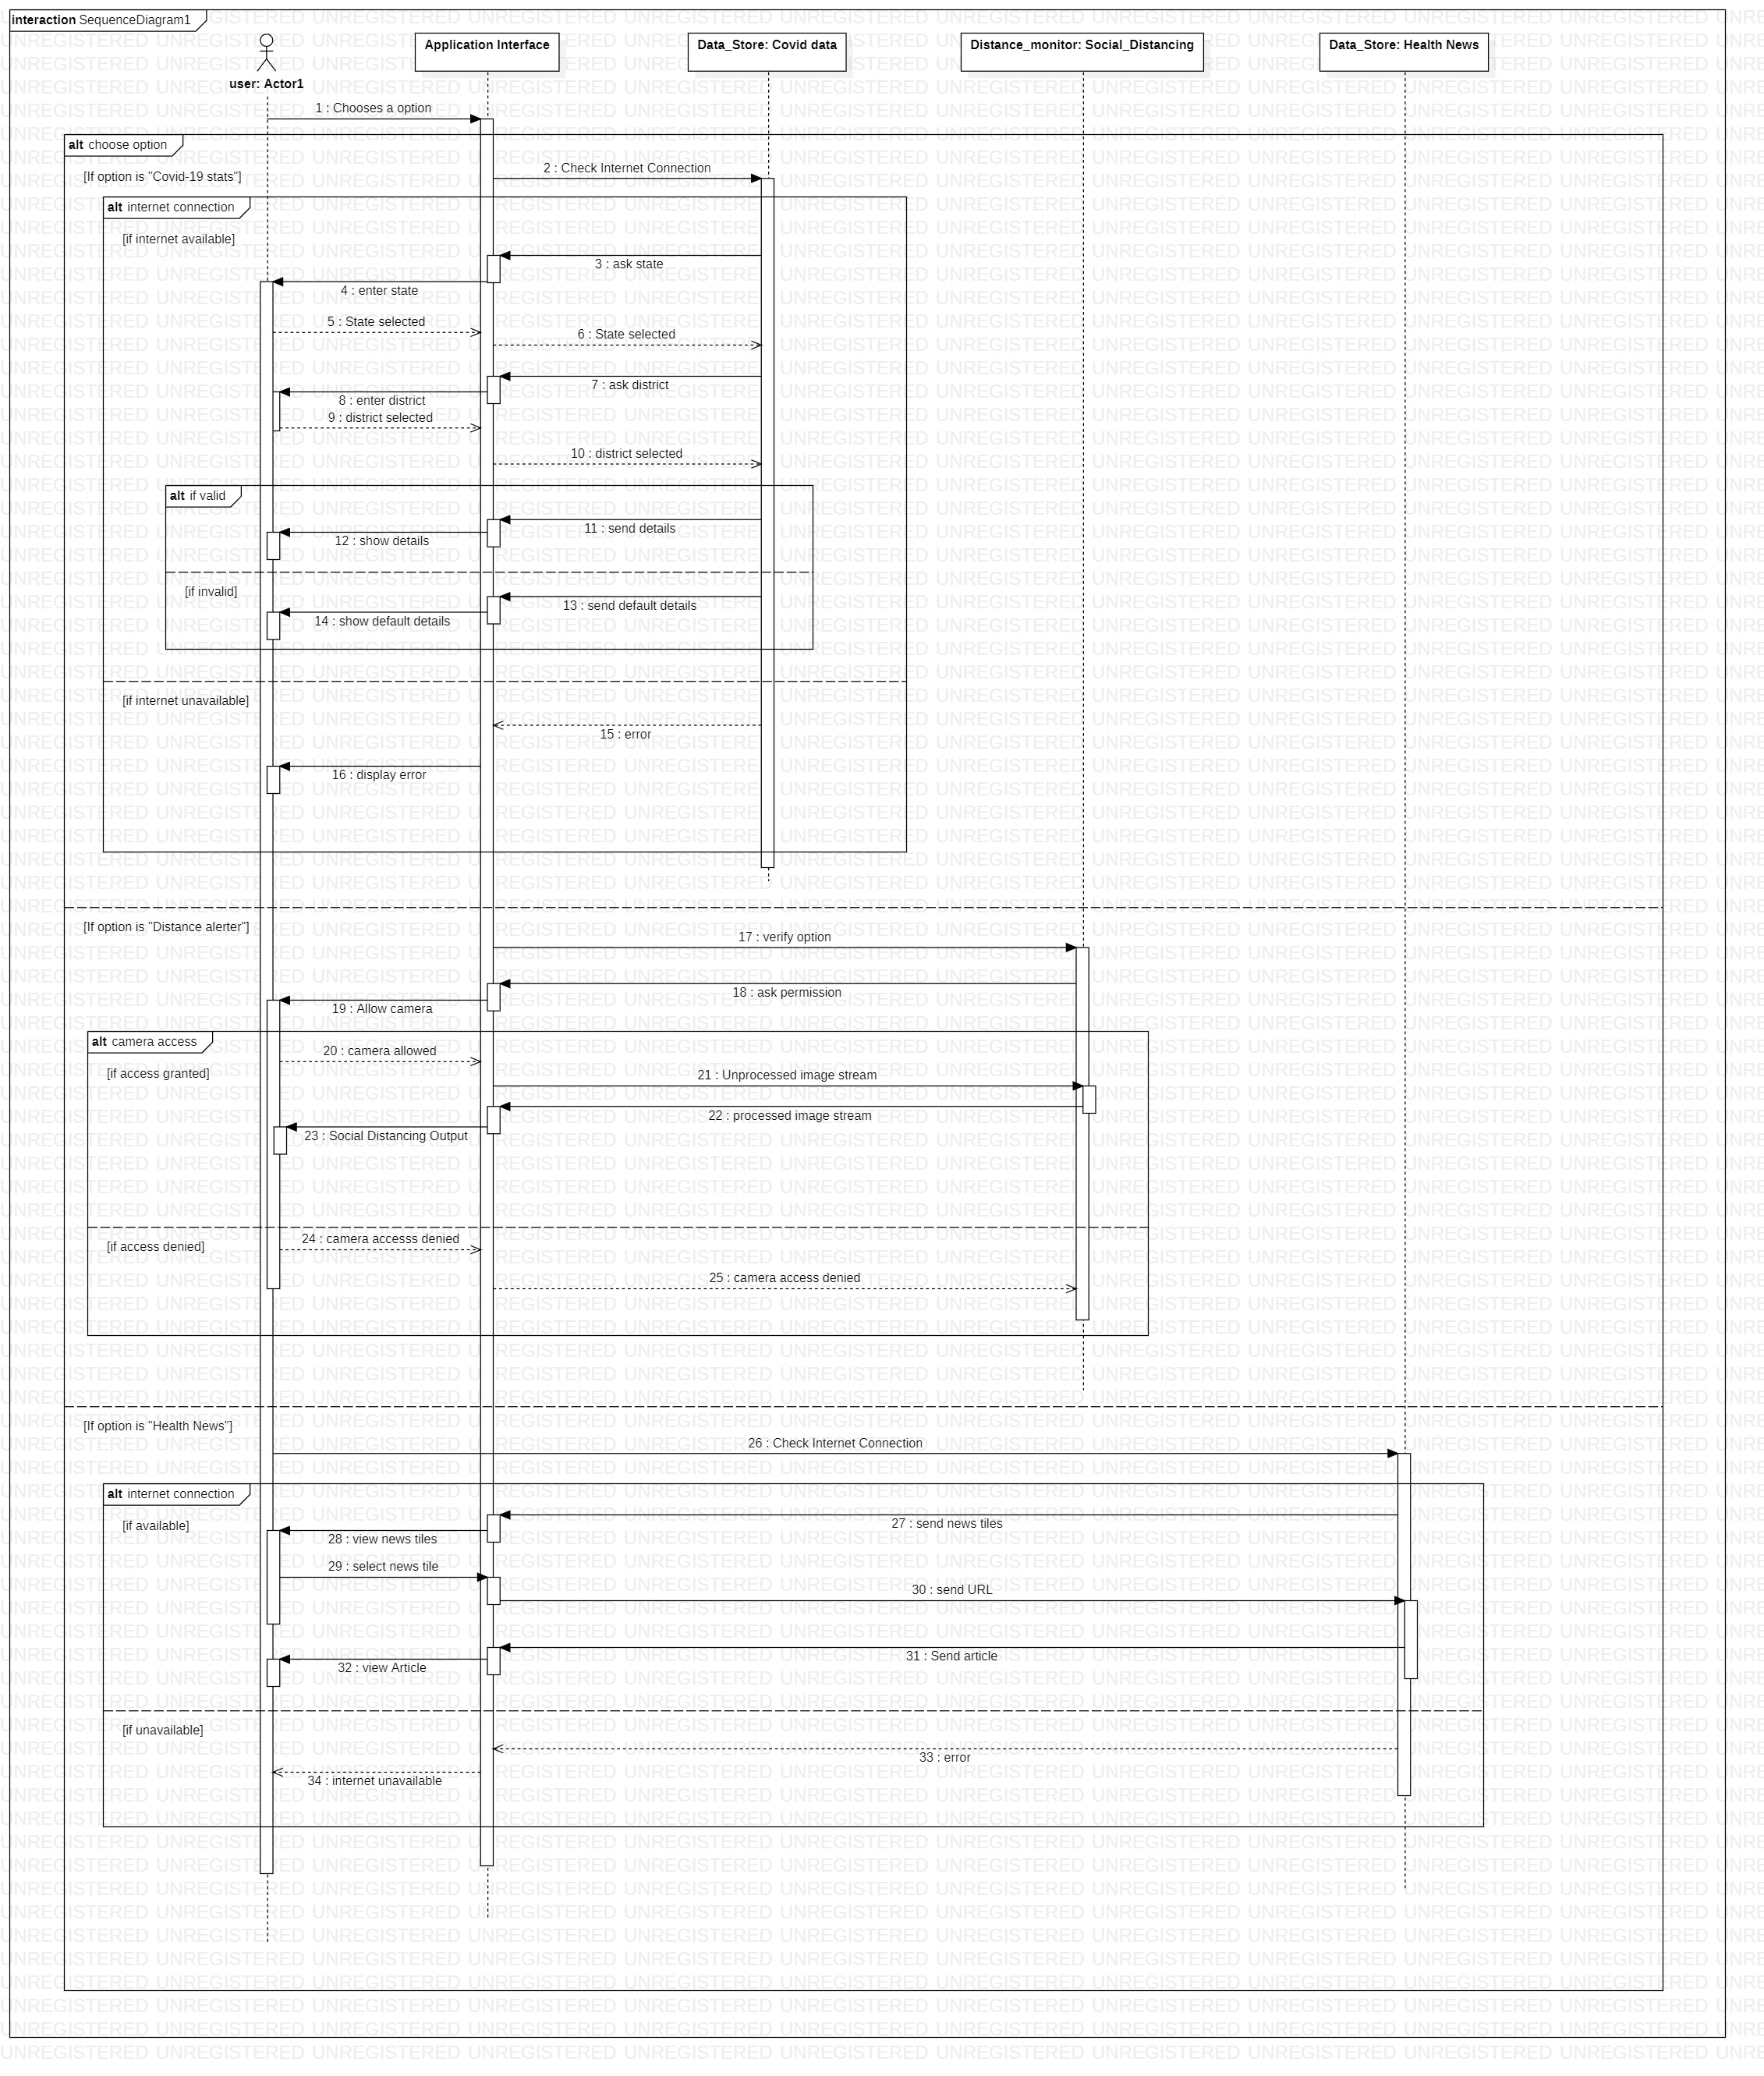 interaction SequenceDiagram1
user: Actor1
Application Interface
Data_Store: Covid data
Distance_monitor: Social_Distancing
Data_Store: Health News
1 : Chooses a option
alt choose option
[If option is "Covid-19 stats"]
2 : Check Internet Connection
alt internet connection
[if internet available]
3 : ask state
4 : enter state
5 : State selected
6 : State selected
7 : ask district
8 : enter district
9 : district selected
10 : district selected
alt if valid
11 : send details
12 : show details
[if invalid]
13 : send default details
14 : show default details
[if internet unavailable]
15 : error
16 : display error
[If option is "Distance alerter"]
17 : verify option
18 : ask permission
19 : Allow camera
alt camera access
20 : camera allowed
[if access granted]
21 : Unprocessed image stream
22 : processed image stream
23 : Social Distancing Output
24 : camera accesss denied
[if access denied]
25 : camera access denied
[If option is "Health News"]
26 : Check Internet Connection
alt internet connection
[if available]
27 : send news tiles
28 : view news tiles
29 : select news tile
30 : send URL
31 : Send article
32 : view Article
[if unavailable]
33 : error
34 : internet unavailable
UNREGISTERED